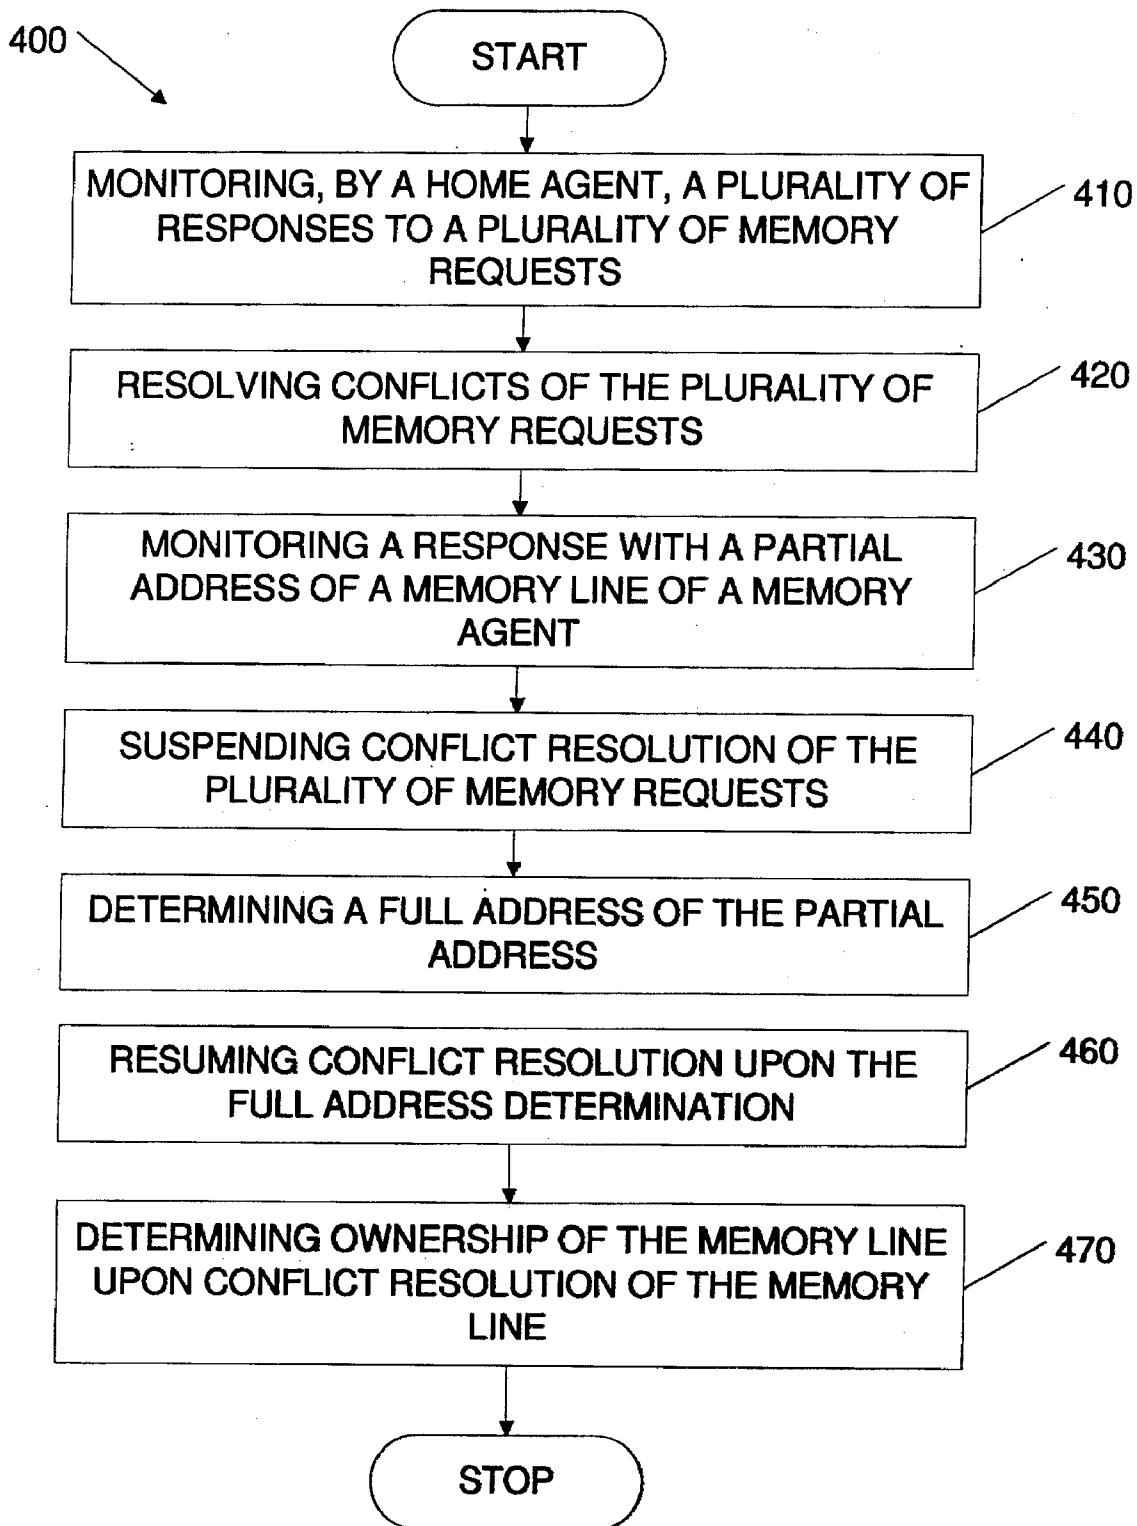 400
START
MONITORING, BY A HOME AGENT, A PLURALITY OF
RESPONSES TO A PLURALITY OF MEMORY
REQUESTS
410
RESOLVING CONFLICTS OF THE PLURALITY OF
MEMORY REQUESTS
420
MONITORING A RESPONSE WITH A PARTIAL
ADDRESS OF A MEMORY LINE OF A MEMORY
AGENT
430
SUSPENDING CONFLICT RESOLUTION OF THE
PLURALITY OF MEMORY REQUESTS
440
DETERMINING A FULL ADDRESS OF THE PARTIAL
ADDRESS
450
RESUMING CONFLICT RESOLUTION UPON THE
FULL ADDRESS DETERMINATION
460
DETERMINING OWNERSHIP OF THE MEMORY LINE
UPON CONFLICT RESOLUTION OF THE MEMORY
LINE
470
STOP